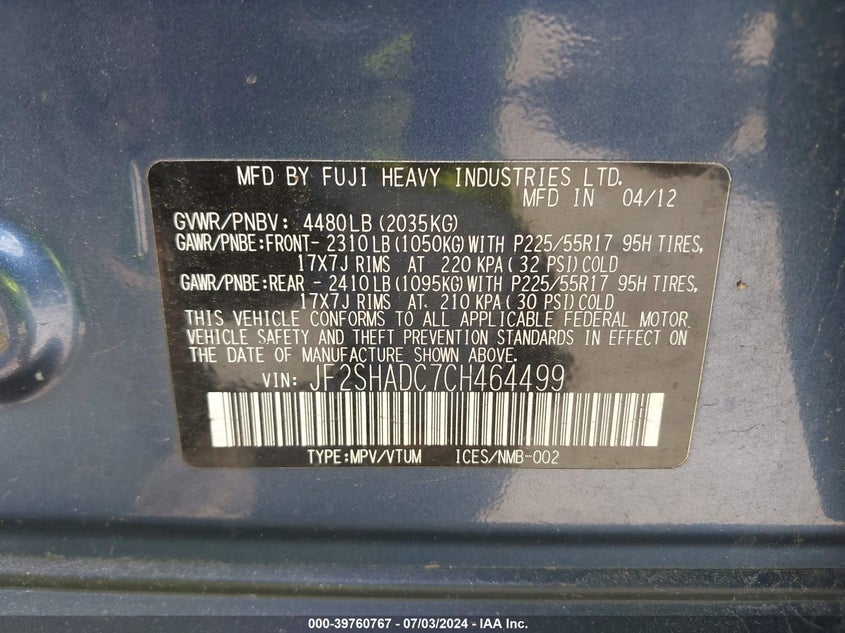 MFD BY FUJI HEAVY INDUSTRIES LTD.
MFD IN 04/12
GVWR/PNBV: 4480LB (2035KG)
GAWR/PNBE:FRONT- 2310LB (1050KG) WITH P225/55R17 95H TIRES,
17X7J RIMS AT 220 KPA (32 PSI) COLD
GAWR/PNBE:REAR - 2410LB (1095KG) WITH P225/55R17 95H TIRES,
17X7J RIMS AT. 210 KPA (30 PSI) COLD
THIS VEHICLE CONFORMS TO ALL APPLICABLE FEDERAL MOTOR
VEHICLE SAFETY AND THEFT PREVENTION STANDARDS IN EFFECT ON
THE DATE OF MANUFACTURE SHOWN ABOVE.
VIN: JF2SHADC7CH464499
TYPE:MPV/VTUM ICES/NMB-002
000-39760767 - 07/03/2024 - IAA Inc.